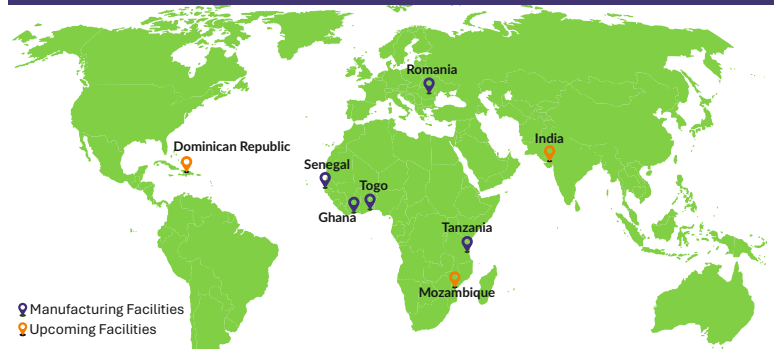 Romania
Dominican Republic
India
Senegal
Togo
Ghana
Tanzania
Mozambique
Manufacturing Facilities
Upcoming Facilities